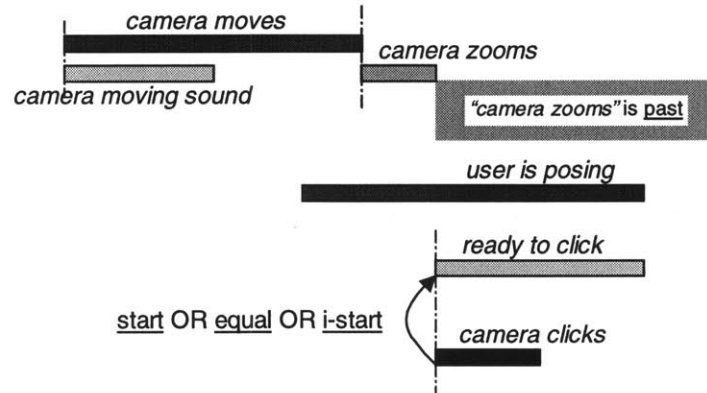 camera moves
camera zooms
camera moving sound
“camera zooms” is past
user is posing
ready to click
start OR equal OR i-start
camera clicks